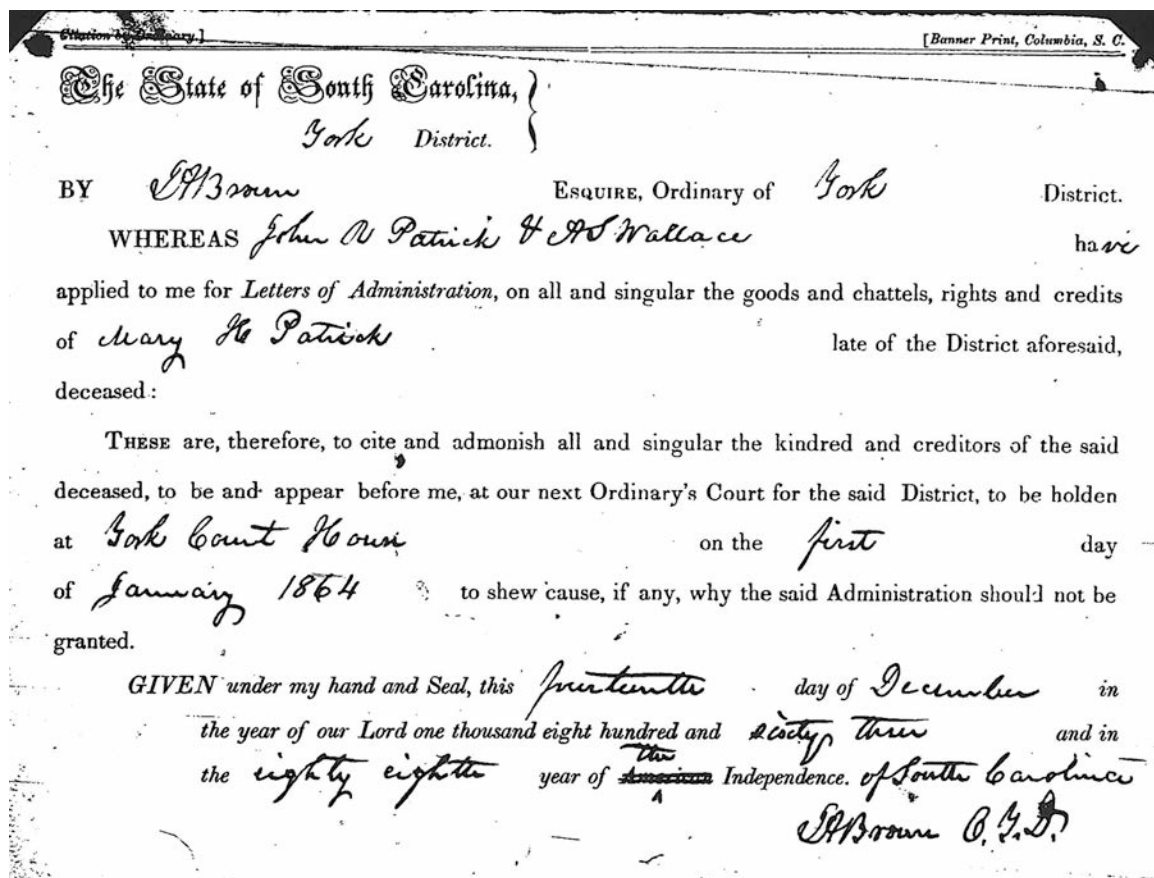 Citation by Ordinary.] [Banner Print, Columbia, S. C.
The State of South Carolina,
York District.
BY JABrown ESQUIRE, Ordinary of York District.
WHEREAS John R Patrick & AS Wallace have
applied to me for Letters of Administration, on all and singular the goods and chattels, rights and credits
of Mary H Patrick late of the District aforesaid,
deceased:
THESE are, therefore, to cite and admonish all and singular the kindred and creditors of the said
deceased, to be and appear before me, at our next Ordinary's Court for the said District, to be holden
at York Court House on the first day
of January 1864 to shew cause, if any, why the said Administration should not be
granted.
GIVEN under my hand and Seal, this fourteenth day of December in
the year of our Lord one thousand eight hundred and sixty three and in
the eighty eighth year of the American Independence. of South Carolina
JABrown O.Y.D.